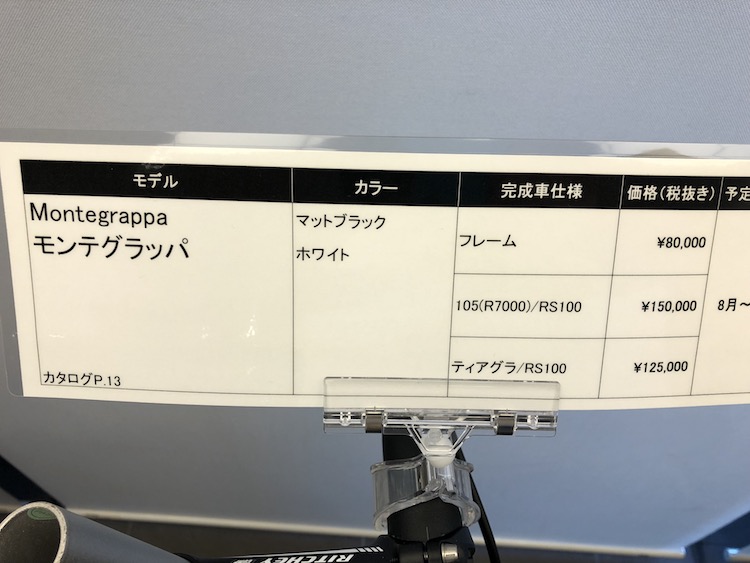 モデル
カラー
完成車仕様
価格(税抜き)
予定
Montegrappa
モンテグラッパ
カタログP.13
マットブラック
ホワイト
フレーム
¥80,000
105(R7000)/RS100
¥150,000
8月~
ティアグラ/RS100
¥125,000
RITCHEY